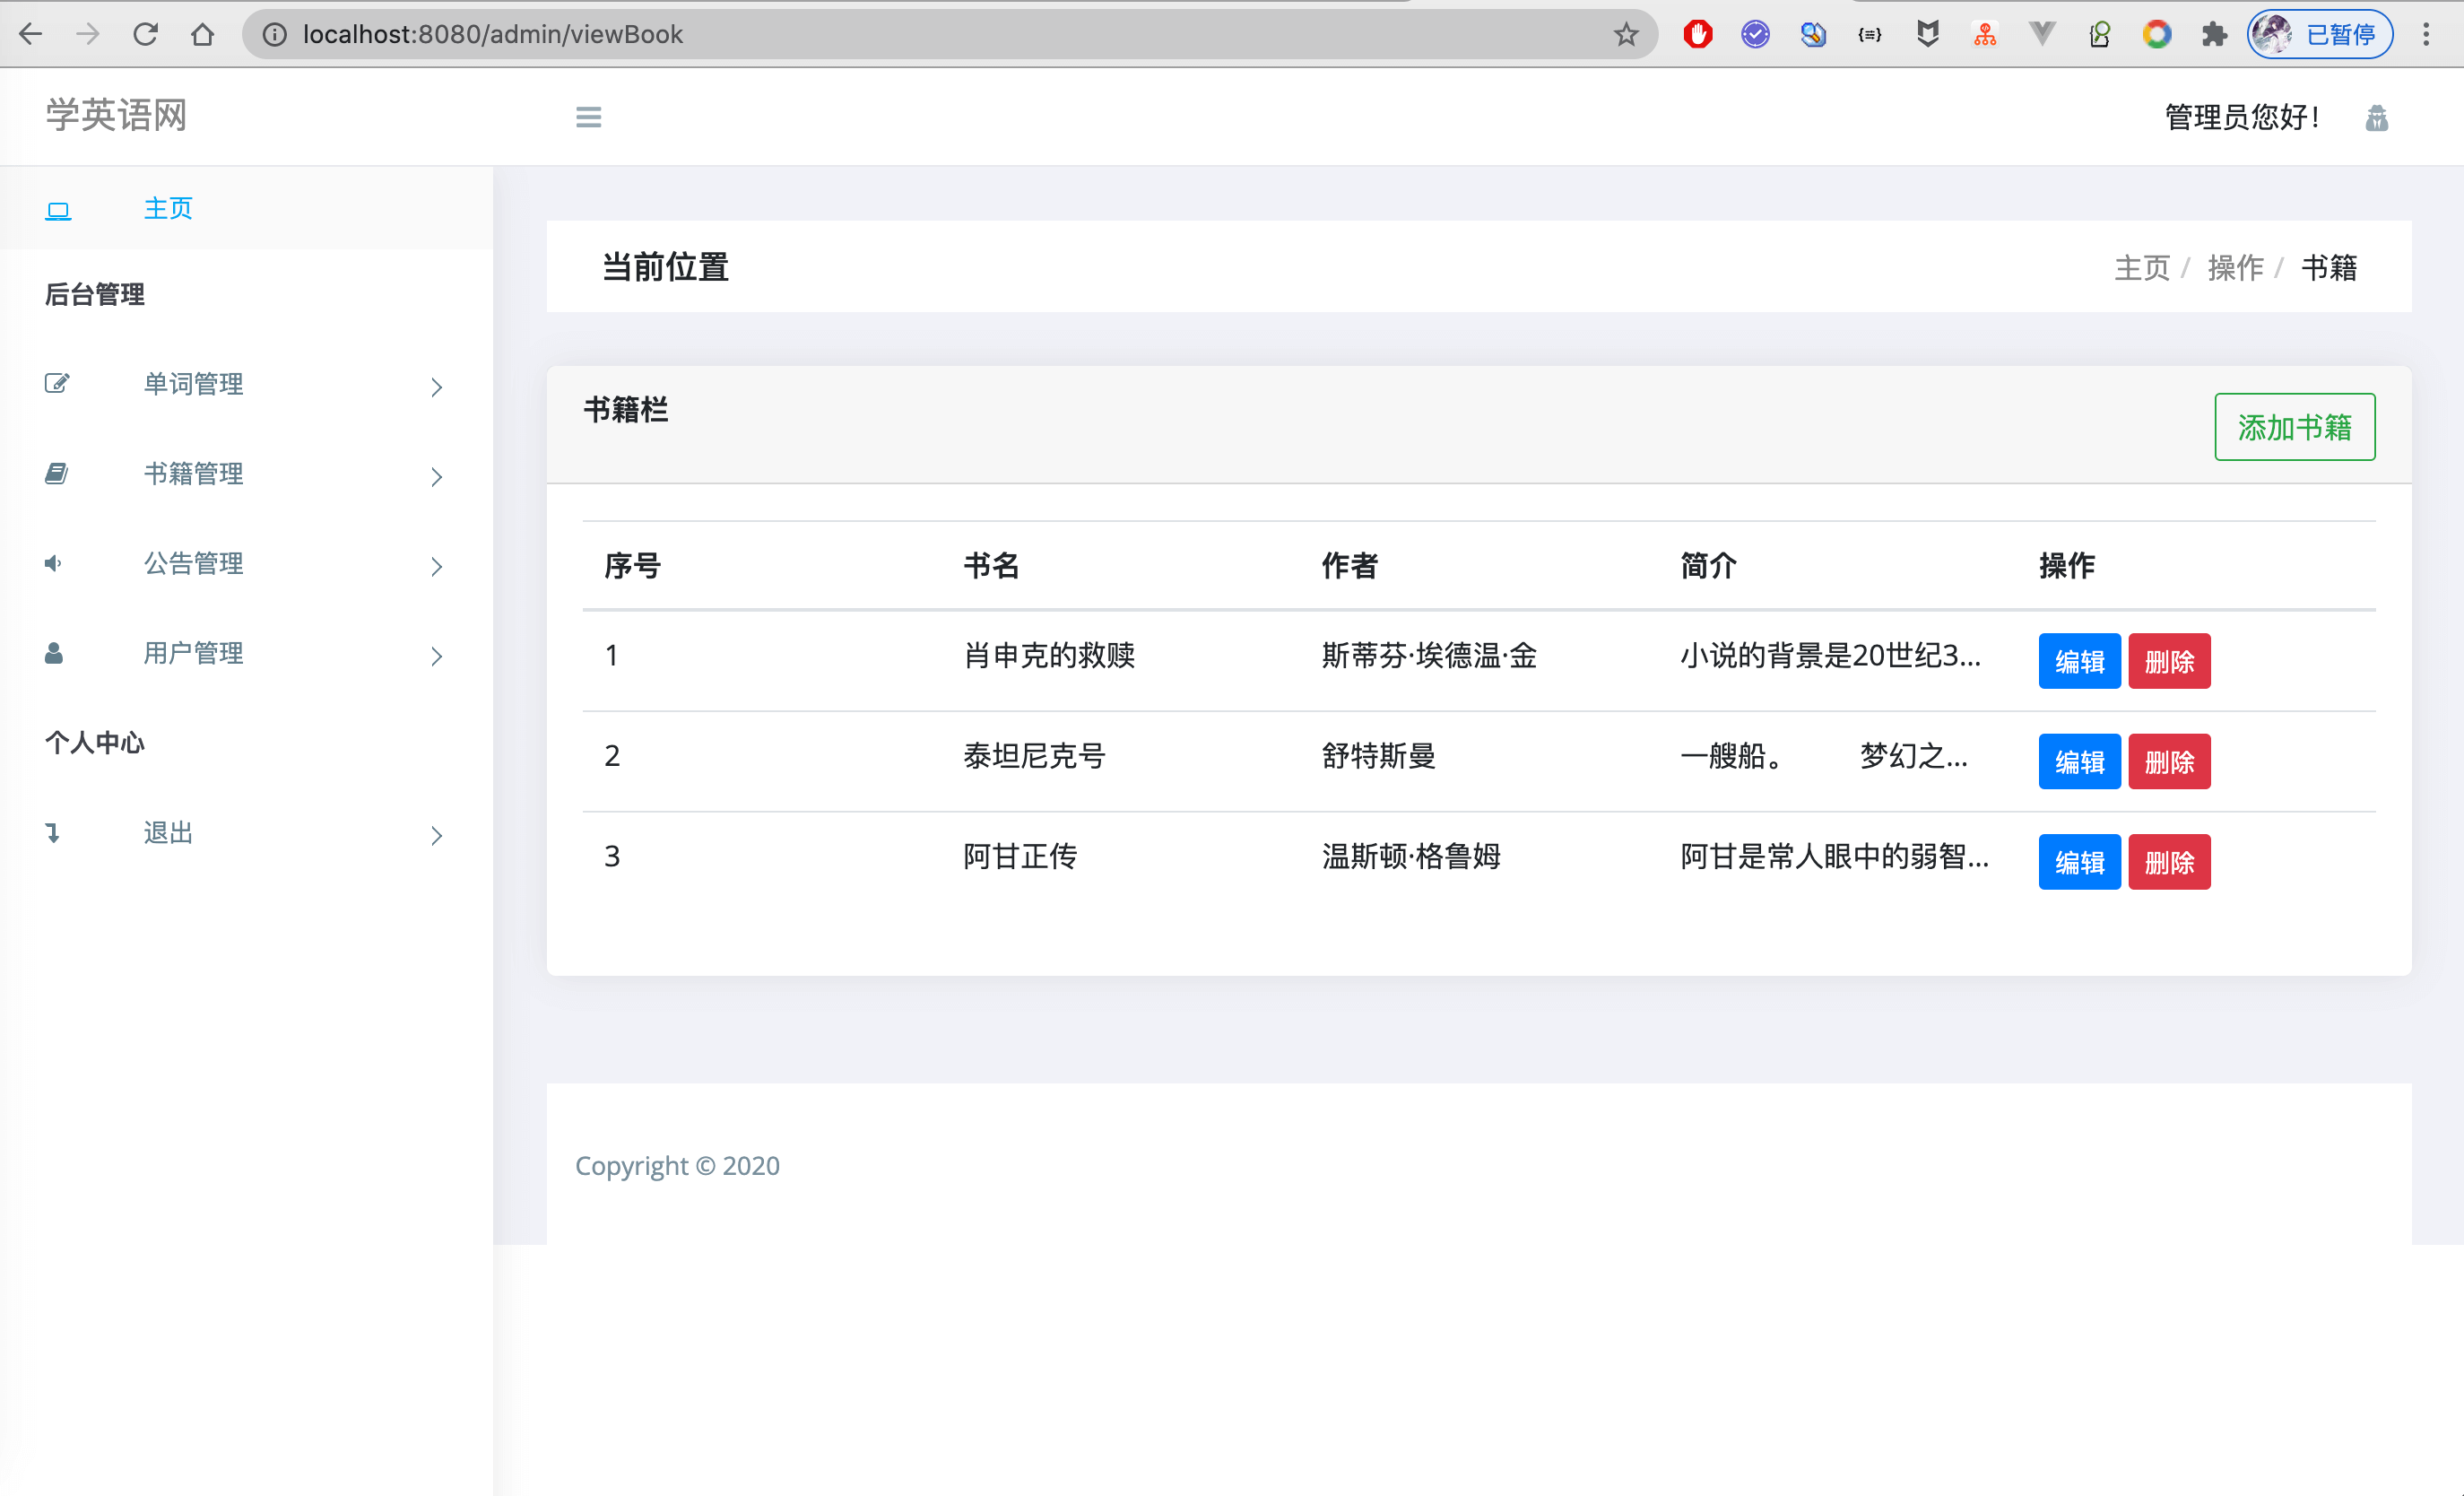 localhost:8080/admin/viewBook
已暂停
学英语网
管理员您好！
主页
后台管理
单词管理
书籍管理
公告管理
用户管理
个人中心
退出
当前位置
主页 / 操作 / 书籍
书籍栏
添加书籍
序号 书名 作者 简介 操作
1 肖申克的救赎 斯蒂芬·埃德温·金 小说的背景是20世纪3... 编辑 删除
2 泰坦尼克号 舒特斯曼 一艘船。 梦幻之... 编辑 删除
3 阿甘正传 温斯顿·格鲁姆 阿甘是常人眼中的弱智... 编辑 删除
Copyright © 2020